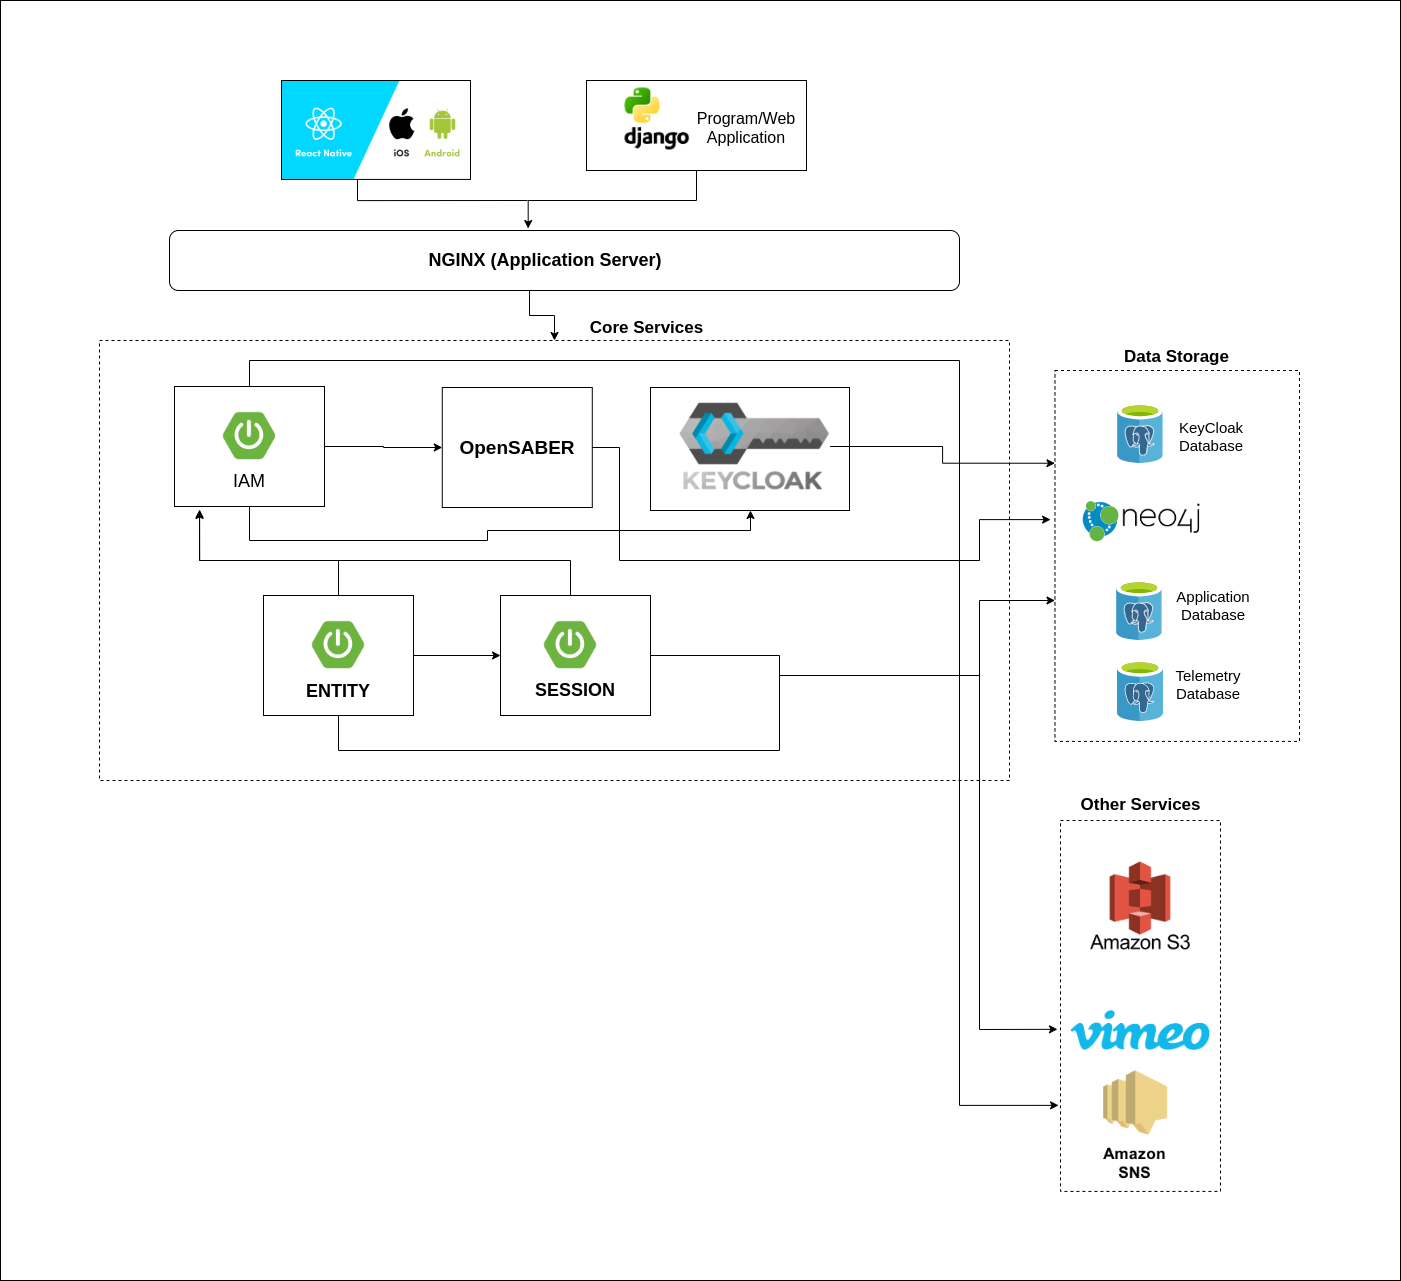 React Native
iOS
Android
django
Program/Web
Application
NGINX (Application Server)
Core Services
IAM
OpenSABER
KEYCLOAK
ENTITY
SESSION
Data Storage
KeyCloak
Database
neo4j
Application
Database
Telemetry
Database
Other Services
Amazon S3
vimeo
Amazon
SNS